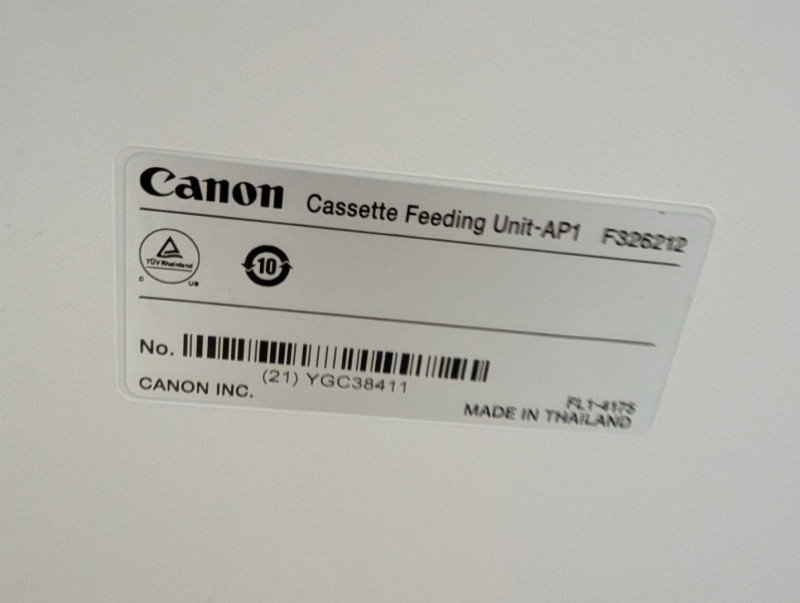 Canon Cassette Feeding Unit-AP1 F326212
TÜV Rheinland
C US
10
No.
(21) YGC38411
CANON INC.
FL1-4175
MADE IN THAILAND